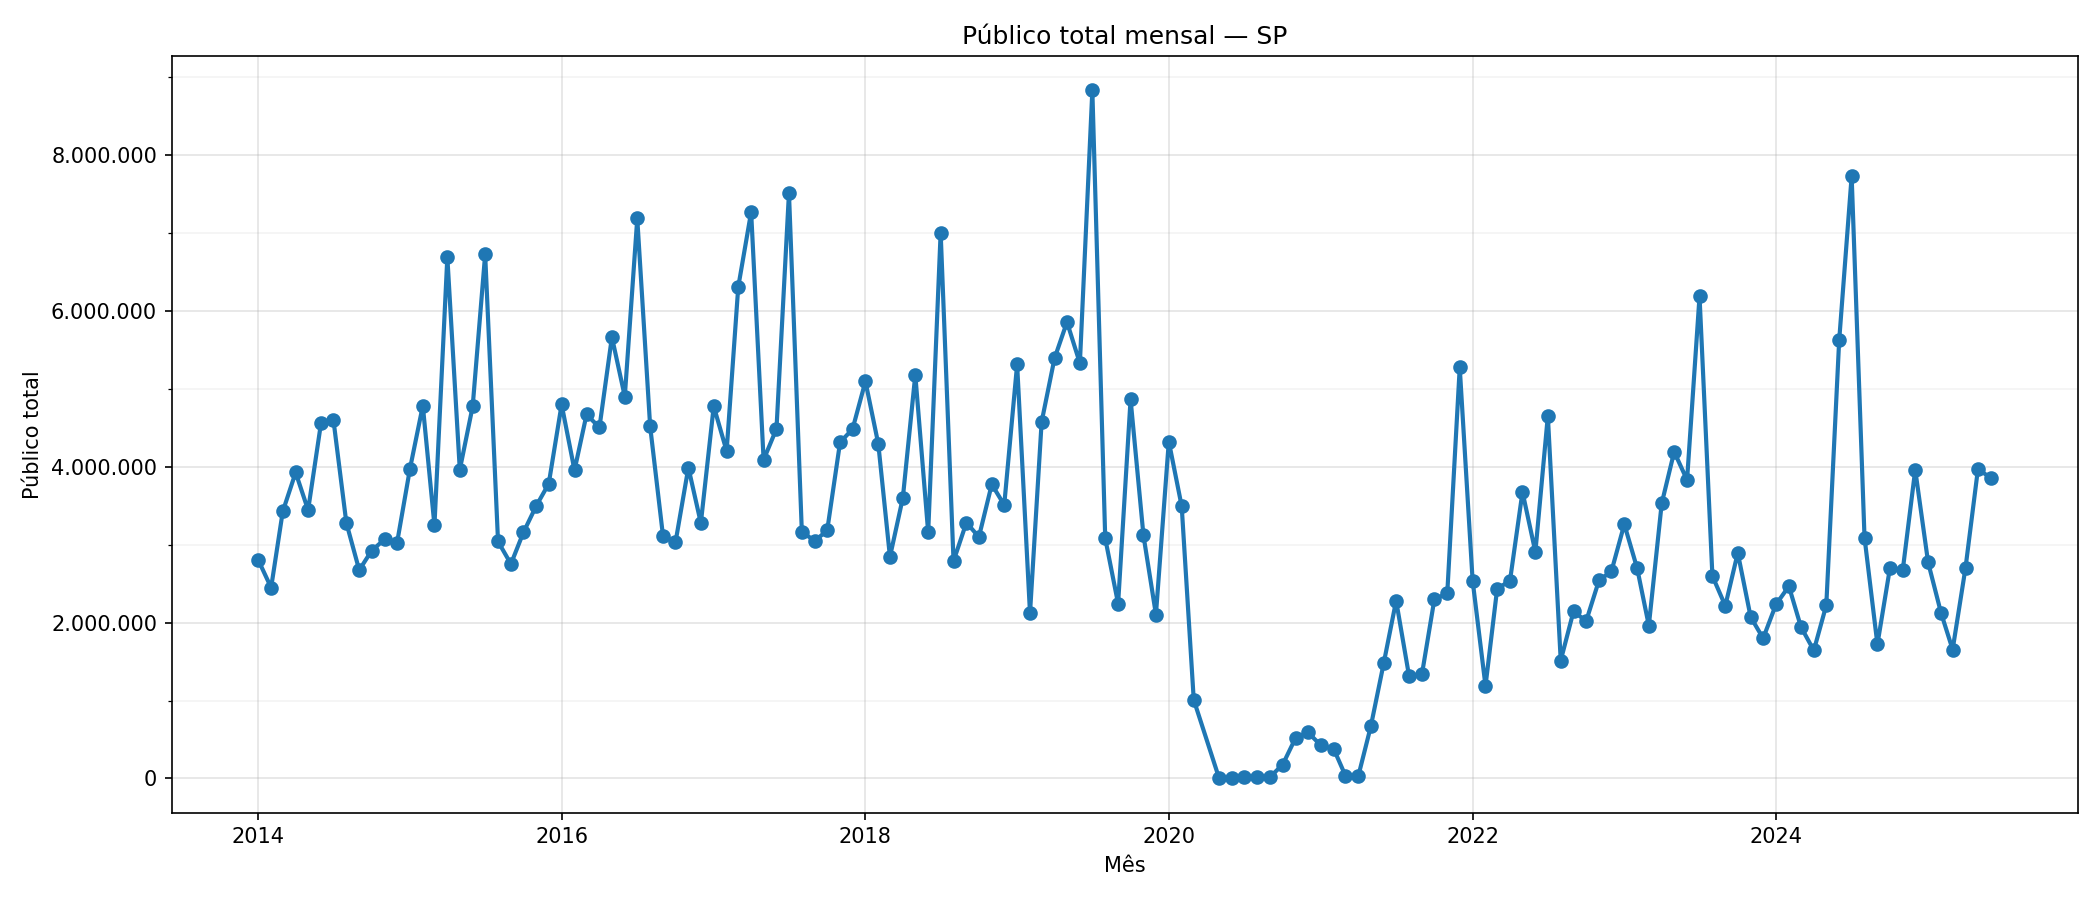 Público total mensal — SP
Público total
8.000.000
6.000.000
4.000.000
2.000.000
0
2014 2016 2018 2020 2022 2024
Mês